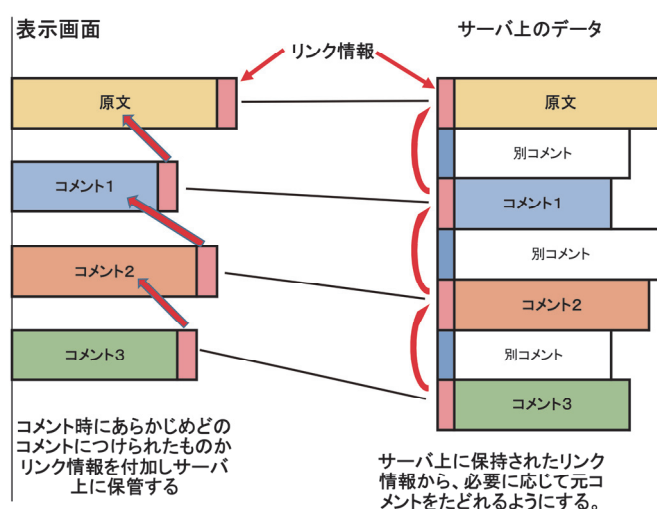 表示画面
サーバ上のデータ
リンク情報
原文
コメント1
コメント2
コメント3
原文
別コメント
コメント1
別コメント
コメント2
別コメント
コメント3
コメント時にあらかじめどの
コメントにつけられたものか
リンク情報を付加しサーバ
上に保管する
サーバ上に保持されたリンク
情報から、必要に応じて元コ
メントをたどれるようにする。